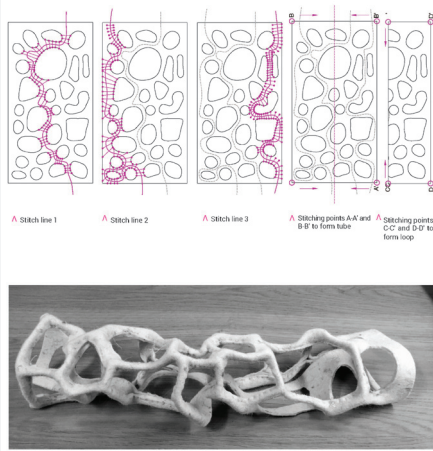 B B'
A'
C
D
Λ Stitch line 1
Λ Stitch line 2
Λ Stitch line 3
Λ Stitching points A-A' and
B-B' to form tube
Λ Stitching points
C-C' and D-D' to
form loop